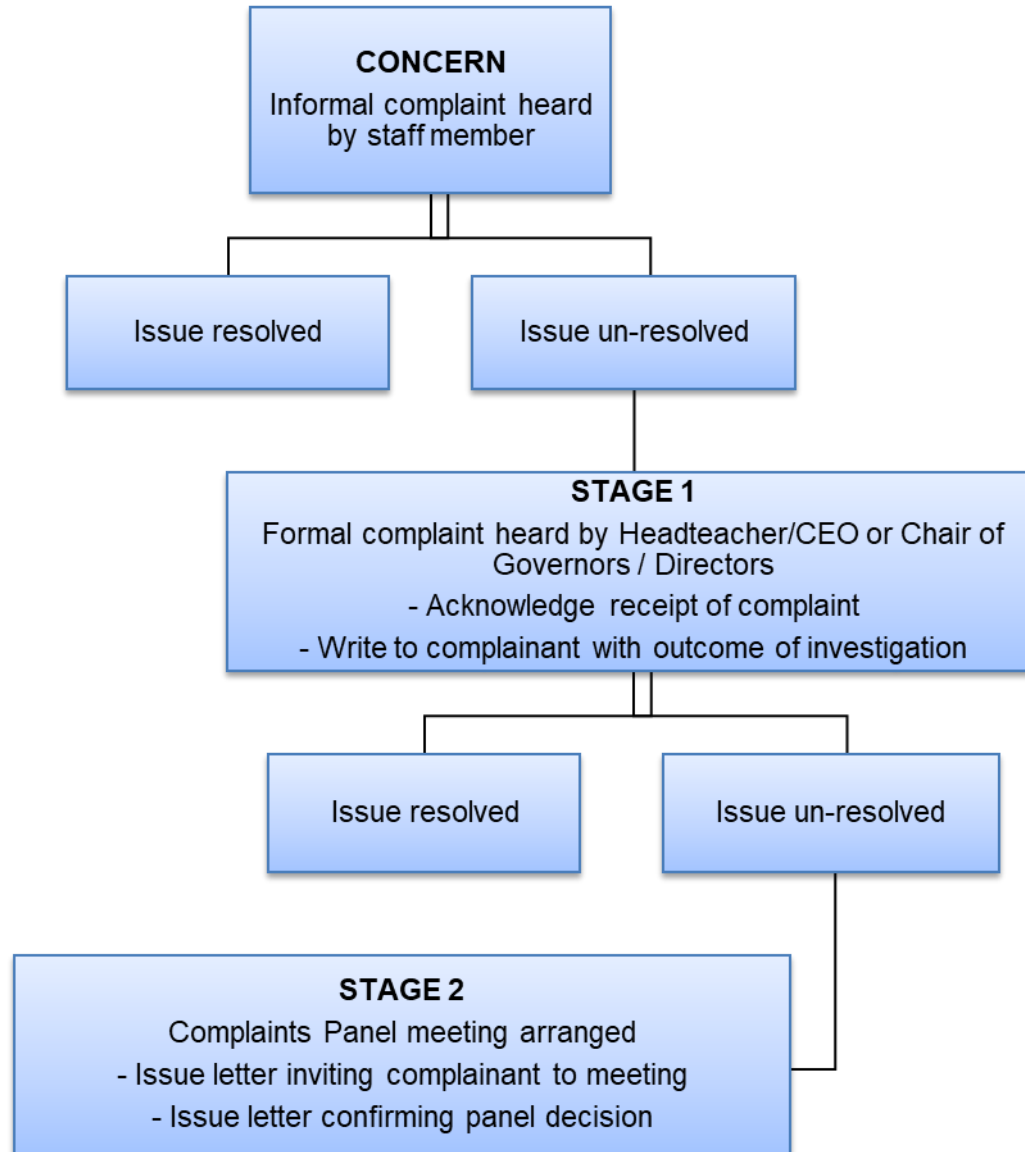 CONCERN
Informal complaint heard
by staff member
Issue resolved
Issue un-resolved
STAGE 1
Formal complaint heard by Headteacher/CEO or Chair of
Governors / Directors
- Acknowledge receipt of complaint
- Write to complainant with outcome of investigation
Issue resolved
Issue un-resolved
STAGE 2
Complaints Panel meeting arranged
- Issue letter inviting complainant to meeting
- Issue letter confirming panel decision